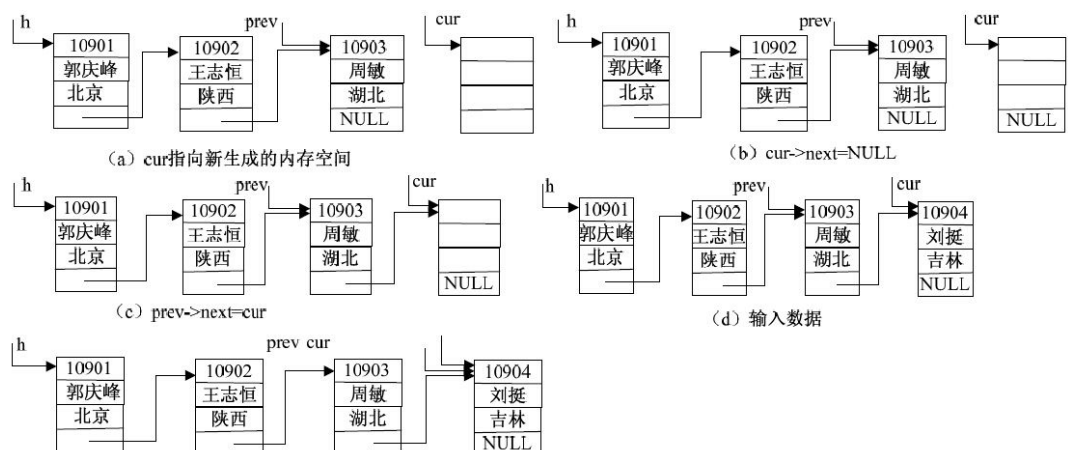 h
prev
cur
10901
10902
10903
郭庆峰
王志恒
周敏
北京
陕西
湖北
NULL
(a) cur指向新生成的内存空间
h
prev
cur
10901
10902
10903
郭庆峰
王志恒
周敏
北京
陕西
湖北
NULL
NULL
(b) cur->next=NULL
h
prev
cur
10901
10902
10903
郭庆峰
王志恒
周敏
北京
陕西
湖北
NULL
(c) prev->next=cur
h
prev
cur
10901
10902
10903
10904
郭庆峰
王志恒
周敏
刘挺
北京
陕西
湖北
吉林
NULL
(d) 输入数据
h
prev cur
10901
10902
10903
10904
郭庆峰
王志恒
周敏
刘挺
北京
陕西
湖北
吉林
NULL